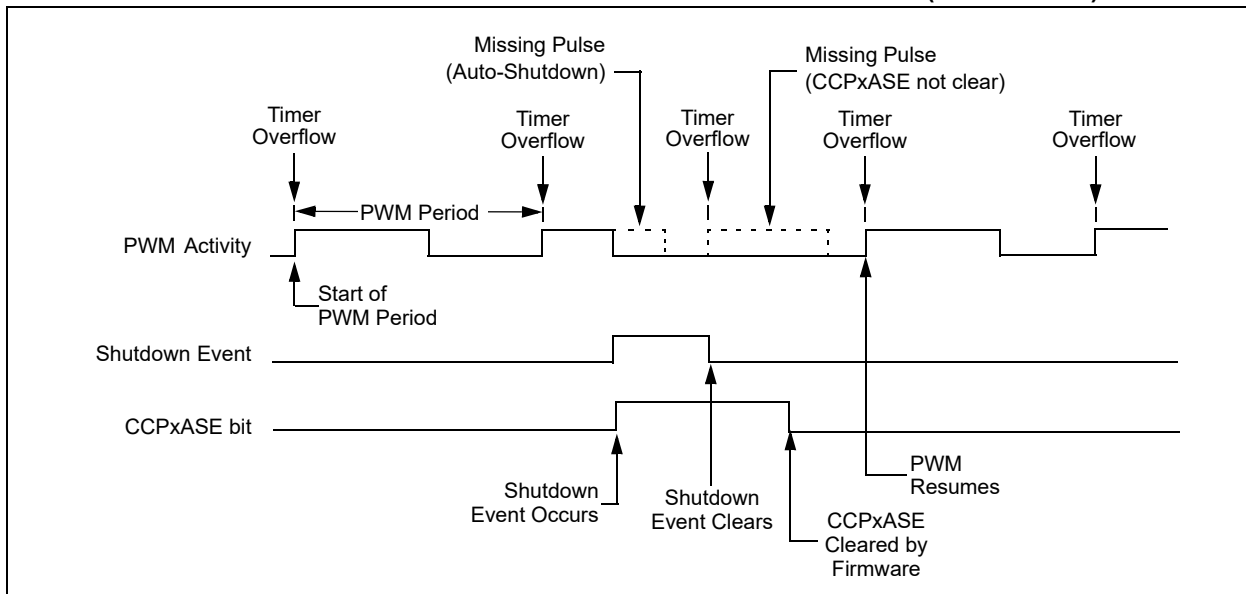 Missing Pulse
(Auto-Shutdown)
Missing Pulse
(CCPxASE not clear)
Timer
Overflow
Timer
Overflow
Timer
Overflow
Timer
Overflow
Timer
Overflow
PWM Period
PWM Activity
Start of
PWM Period
Shutdown Event
CCPxASE bit
Shutdown
Event Occurs
Shutdown
Event Clears
PWM
Resumes
CCPxASE
Cleared by
Firmware